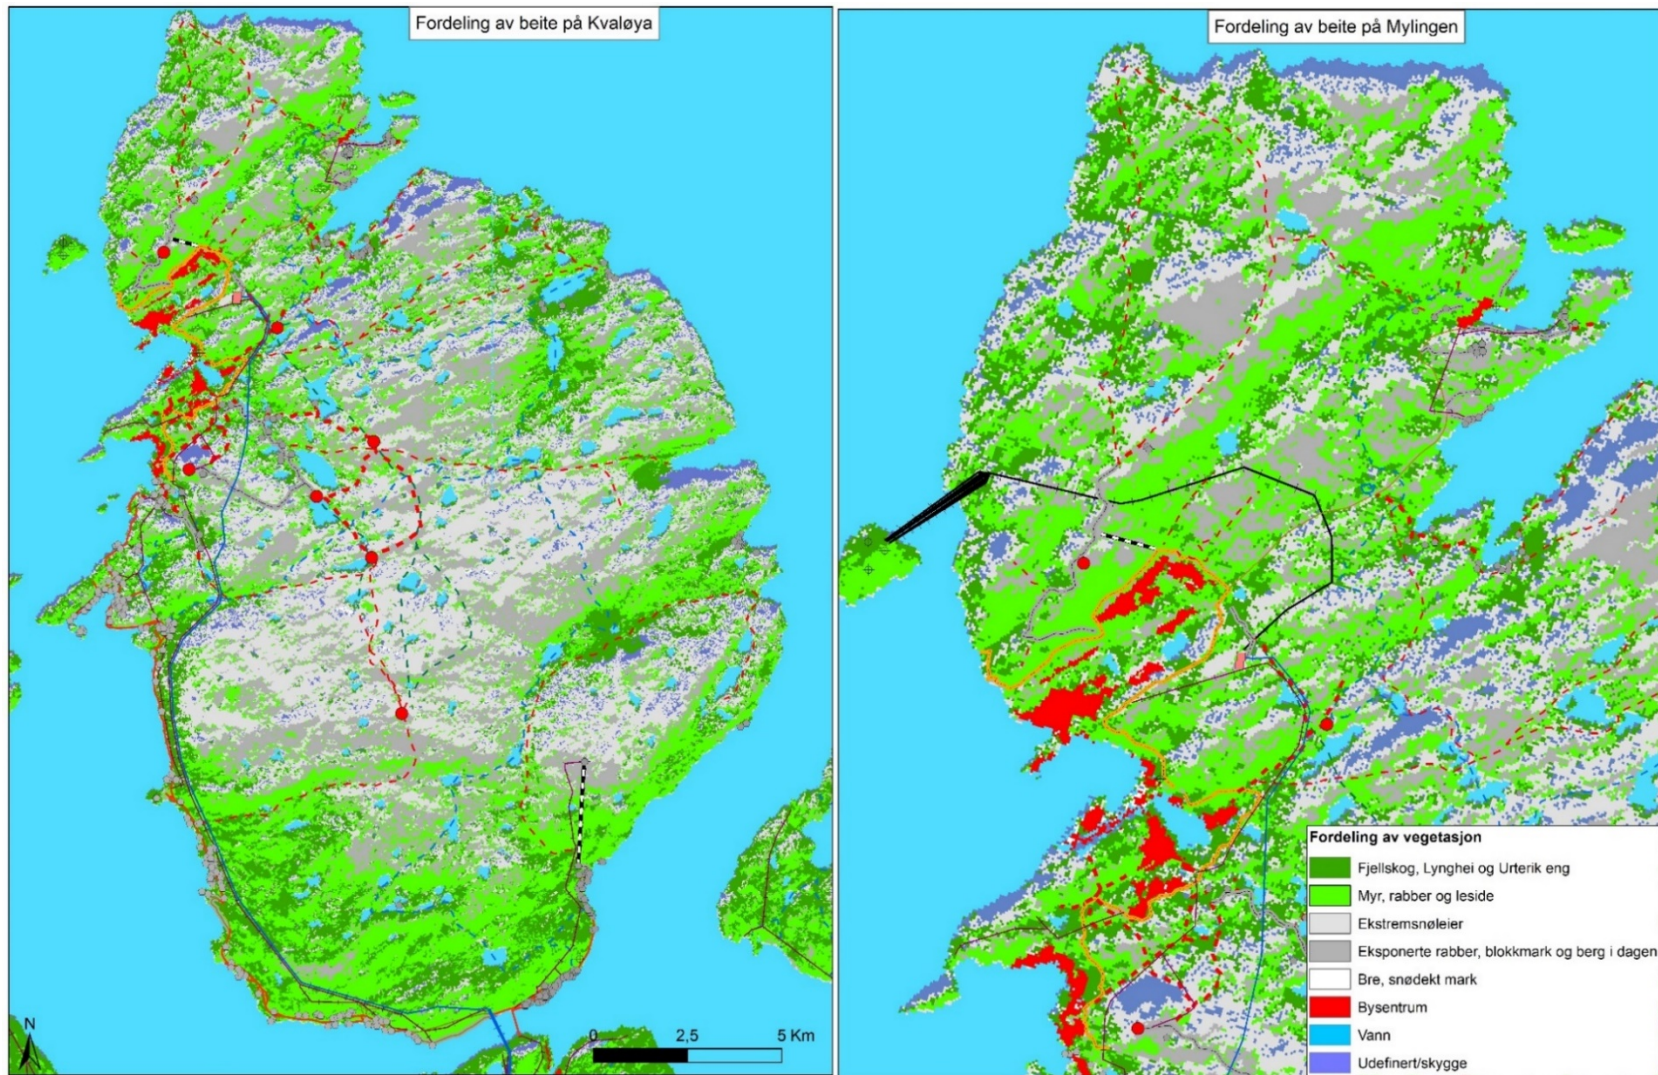 Fordeling av beite på Kvaløya
Fordeling av beite på Mylingen
N
0 2,5 5 Km
Fordeling av vegetasjon
Fjellskog, Lynghei og Urterik eng
Myr, rabber og leside
Ekstremsnøleier
Eksponerte rabber, blokkmark og berg i dagen
Bre, snødekt mark
Bysentrum
Vann
Udefinert/skygge